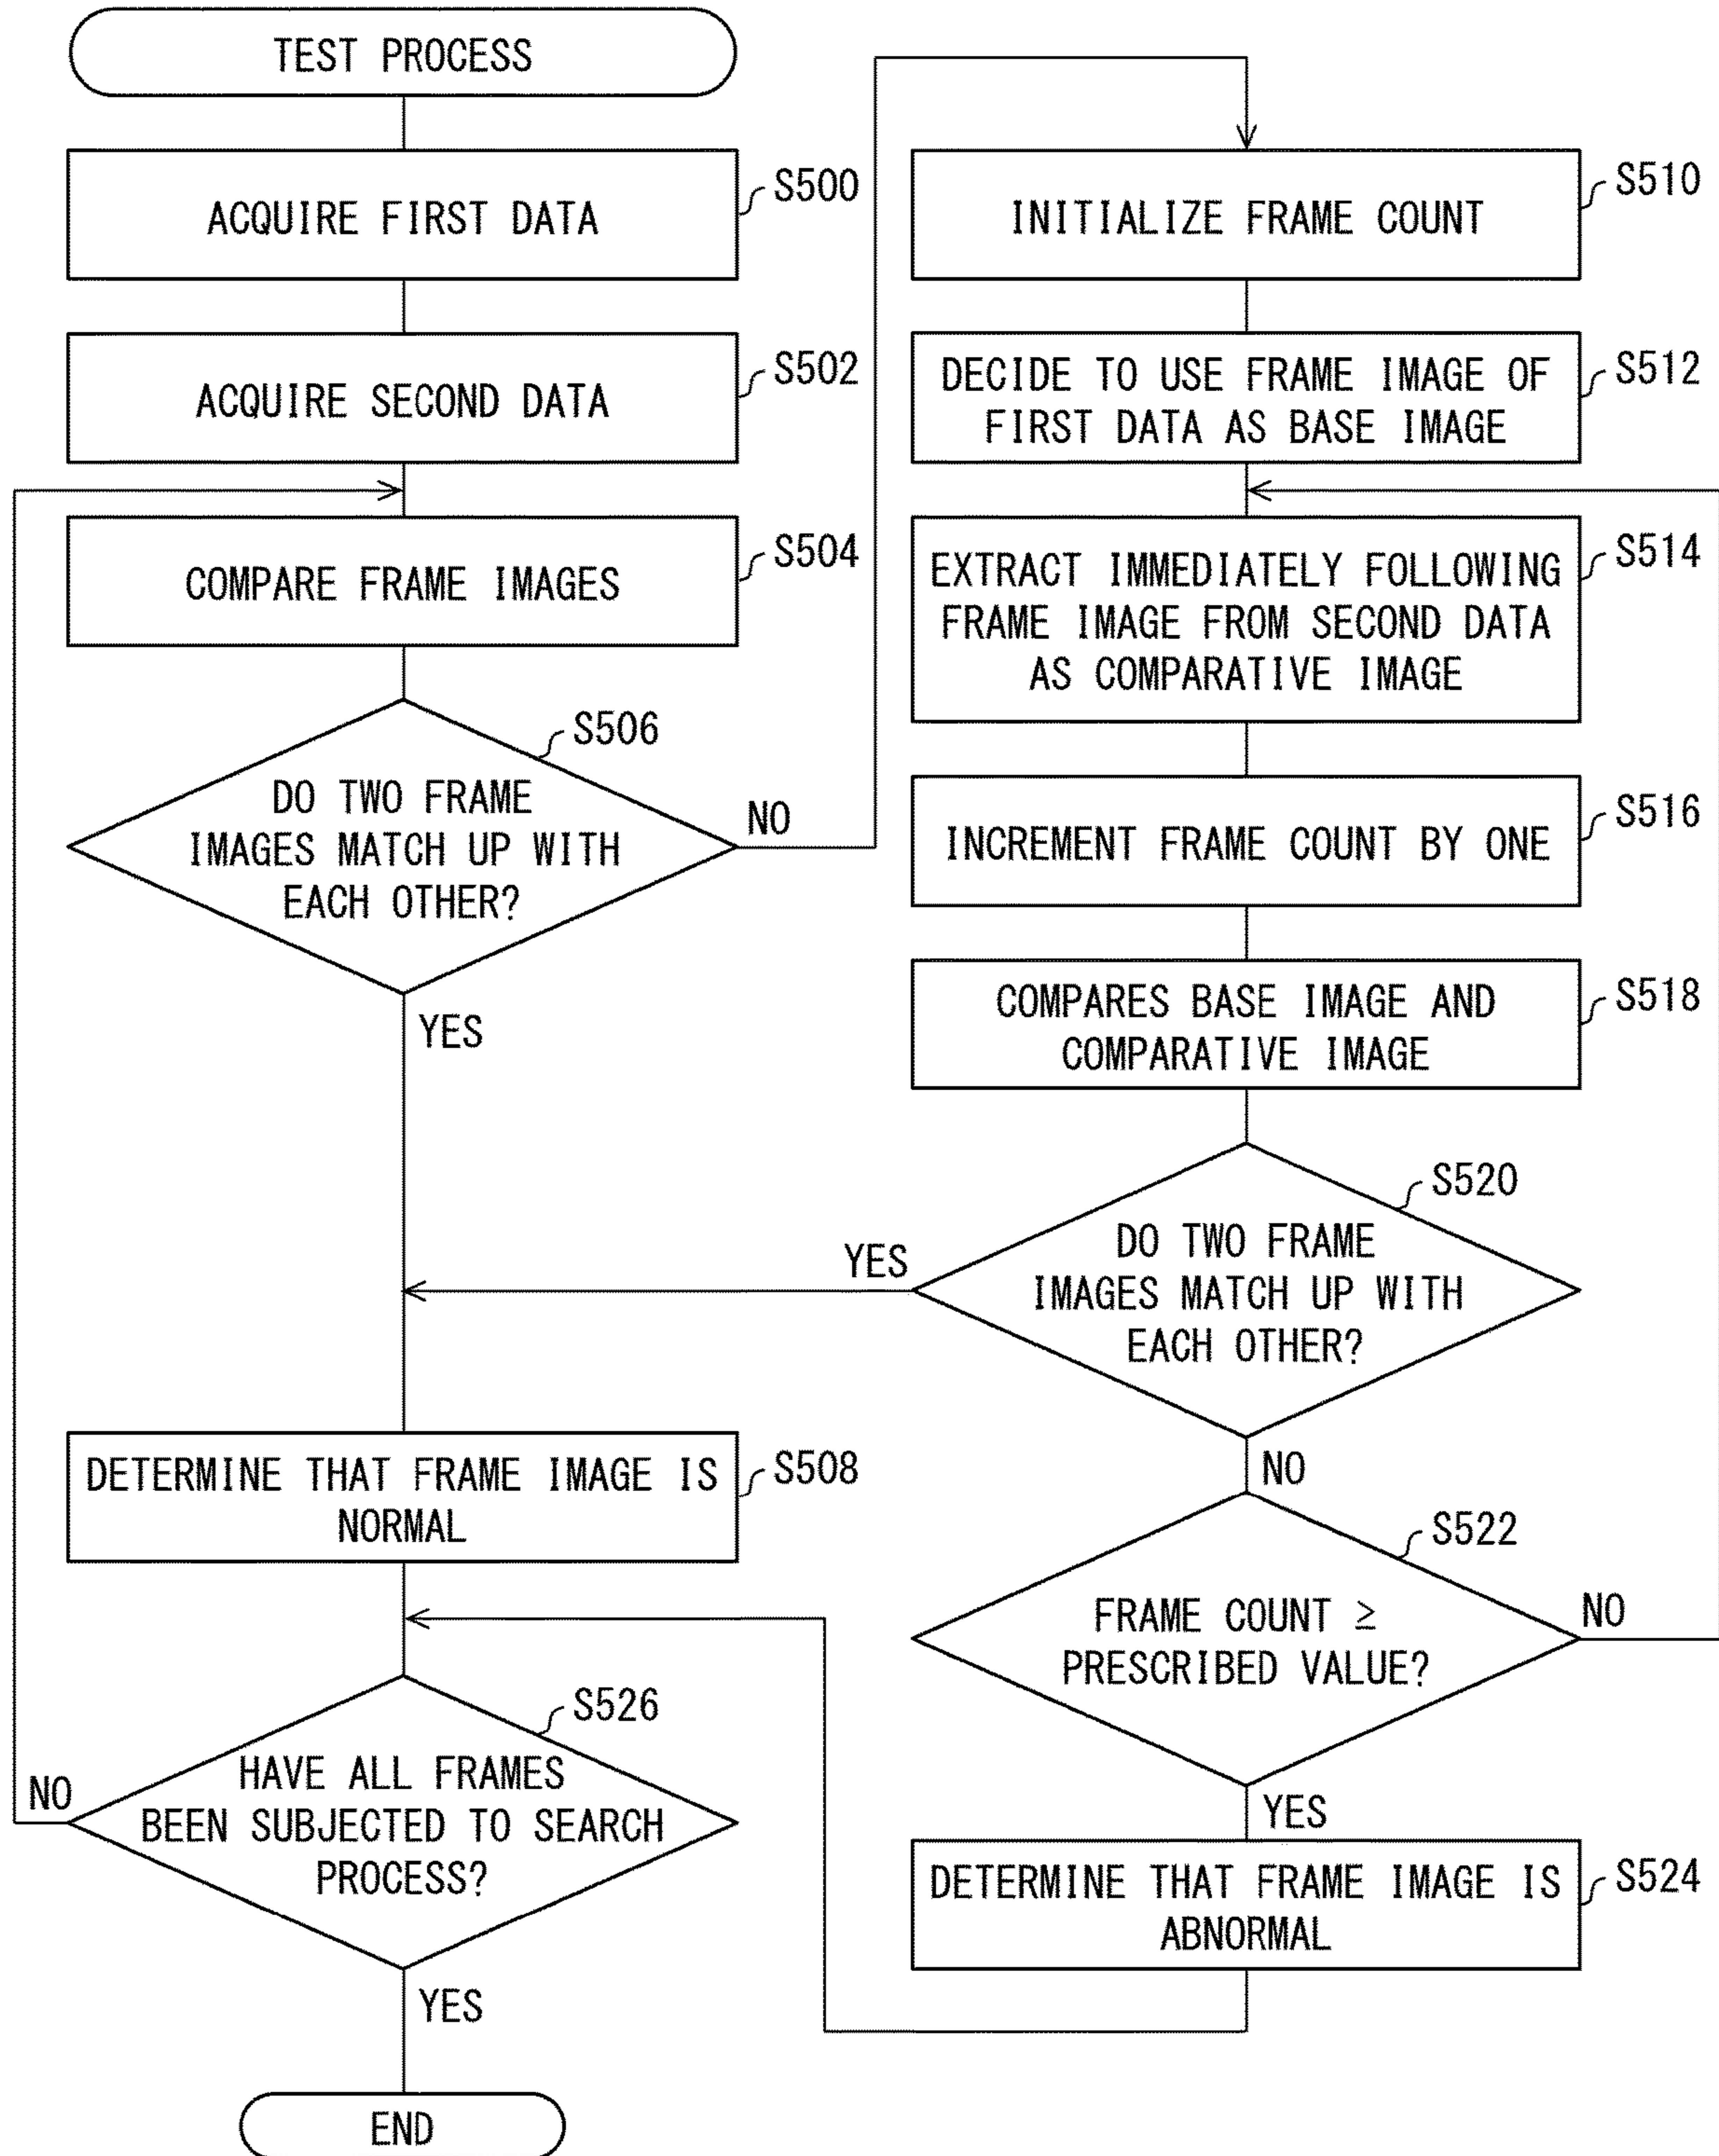 TEST PROCESS
ACQUIRE FIRST DATA
S500
ACQUIRE SECOND DATA
S502
COMPARE FRAME IMAGES
S504
S506
DO TWO FRAME
IMAGES MATCH UP WITH
EACH OTHER?
NO
YES
DETERMINE THAT FRAME IMAGE IS
NORMAL
S508
S526
HAVE ALL FRAMES
BEEN SUBJECTED TO SEARCH
PROCESS?
NO
YES
END
INITIALIZE FRAME COUNT
S510
DECIDE TO USE FRAME IMAGE OF
FIRST DATA AS BASE IMAGE
S512
EXTRACT IMMEDIATELY FOLLOWING
FRAME IMAGE FROM SECOND DATA
AS COMPARATIVE IMAGE
S514
INCREMENT FRAME COUNT BY ONE
S516
COMPARES BASE IMAGE AND
COMPARATIVE IMAGE
S518
S520
DO TWO FRAME
IMAGES MATCH UP WITH
EACH OTHER?
YES
NO
S522
FRAME COUNT ≥
PRESCRIBED VALUE?
NO
YES
DETERMINE THAT FRAME IMAGE IS
ABNORMAL
S524